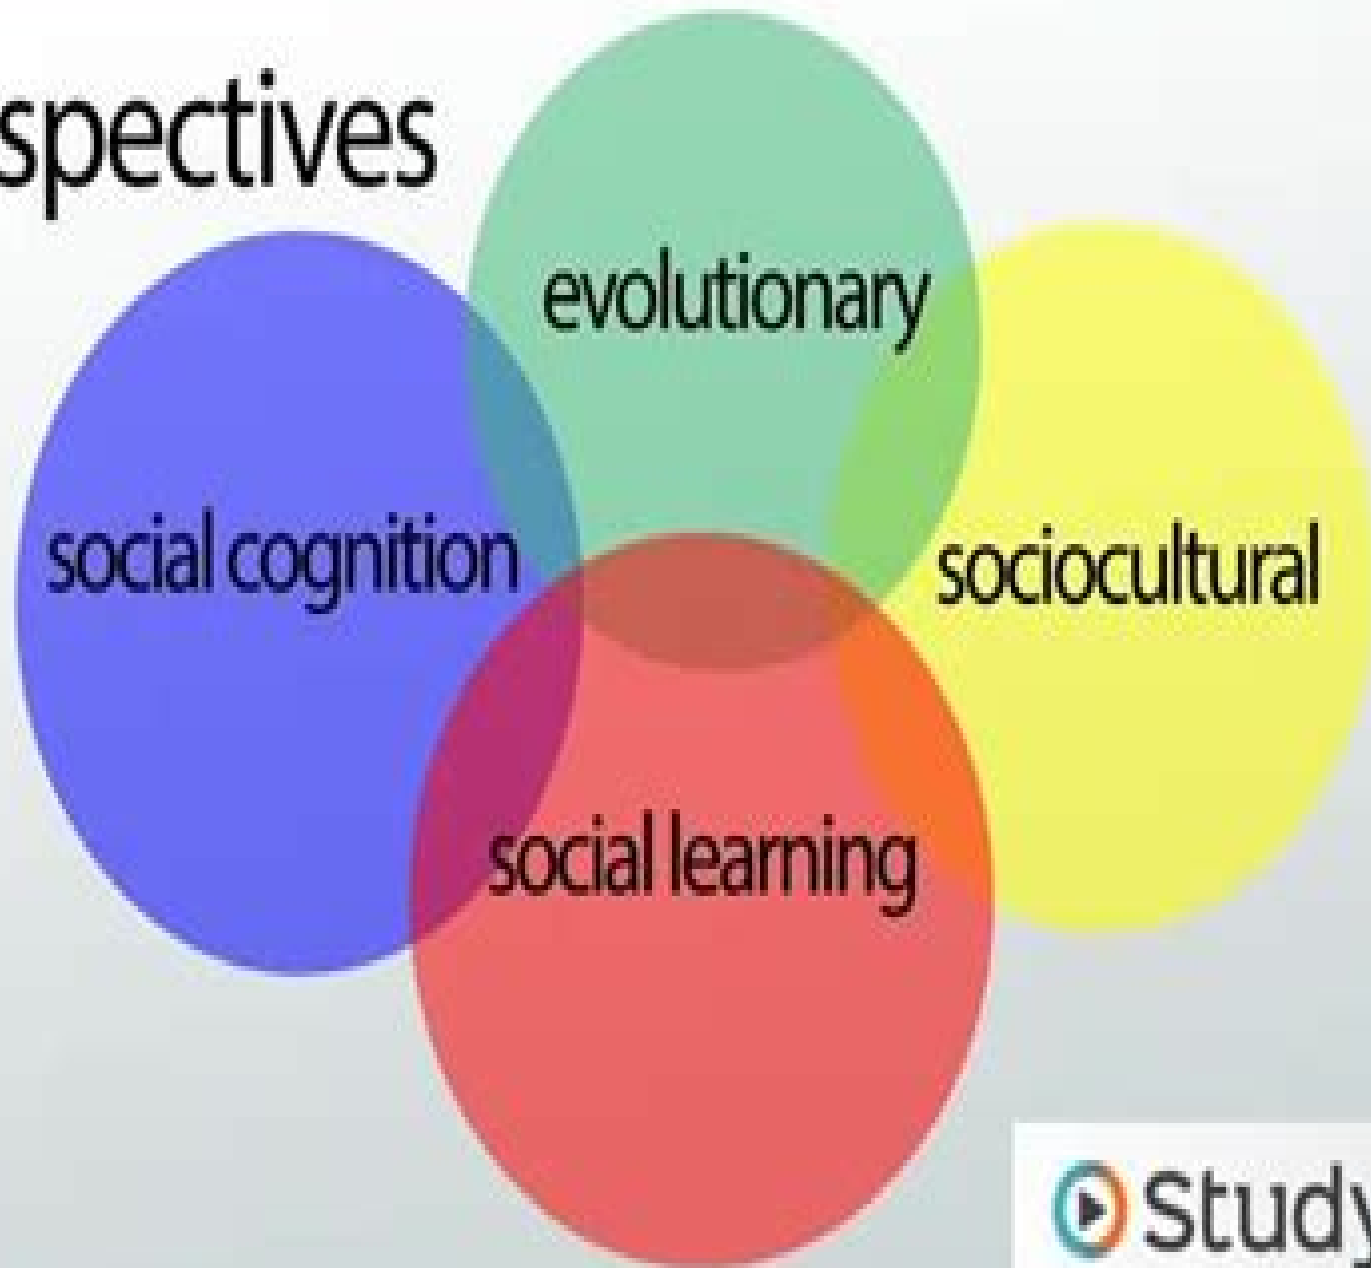 spectives
evolutionary
social cognition
sociocultural
social learning
Study